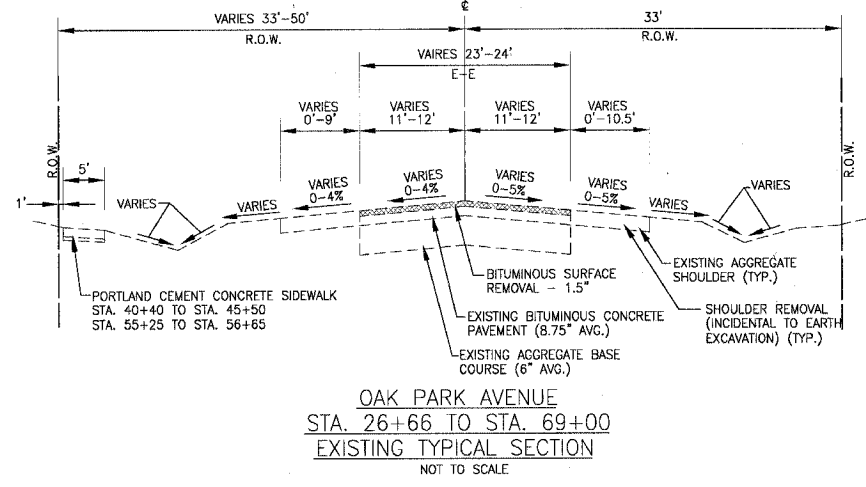 ℄
VARIES 33'-50'
33'
R.O.W.
R.O.W.
VAIRES 23'-24'
E-E
VARIES
0'-9'
VARIES
11'-12'
VARIES
11'-12'
VARIES
0'-10.5'
R.O.W.
R.O.W.
5'
1'
VARIES
VARIES
VARIES
0-4%
VARIES
0-4%
VARIES
0-5%
VARIES
0-5%
VARIES
VARIES
PORTLAND CEMENT CONCRETE SIDEWALK
STA. 40+40 TO STA. 45+50
STA. 55+25 TO STA. 56+65
BITUMINOUS SURFACE
REMOVAL - 1.5"
EXISTING BITUMINOUS CONCRETE
PAVEMENT (8.75" AVG.)
EXISTING AGGREGATE BASE
COURSE (6" AVG.)
EXISTING AGGREGATE
SHOULDER (TYP.)
SHOULDER REMOVAL
(INCIDENTAL TO EARTH
EXCAVATION) (TYP.)
OAK PARK AVENUE
STA. 26+66 TO STA. 69+00
EXISTING TYPICAL SECTION
NOT TO SCALE